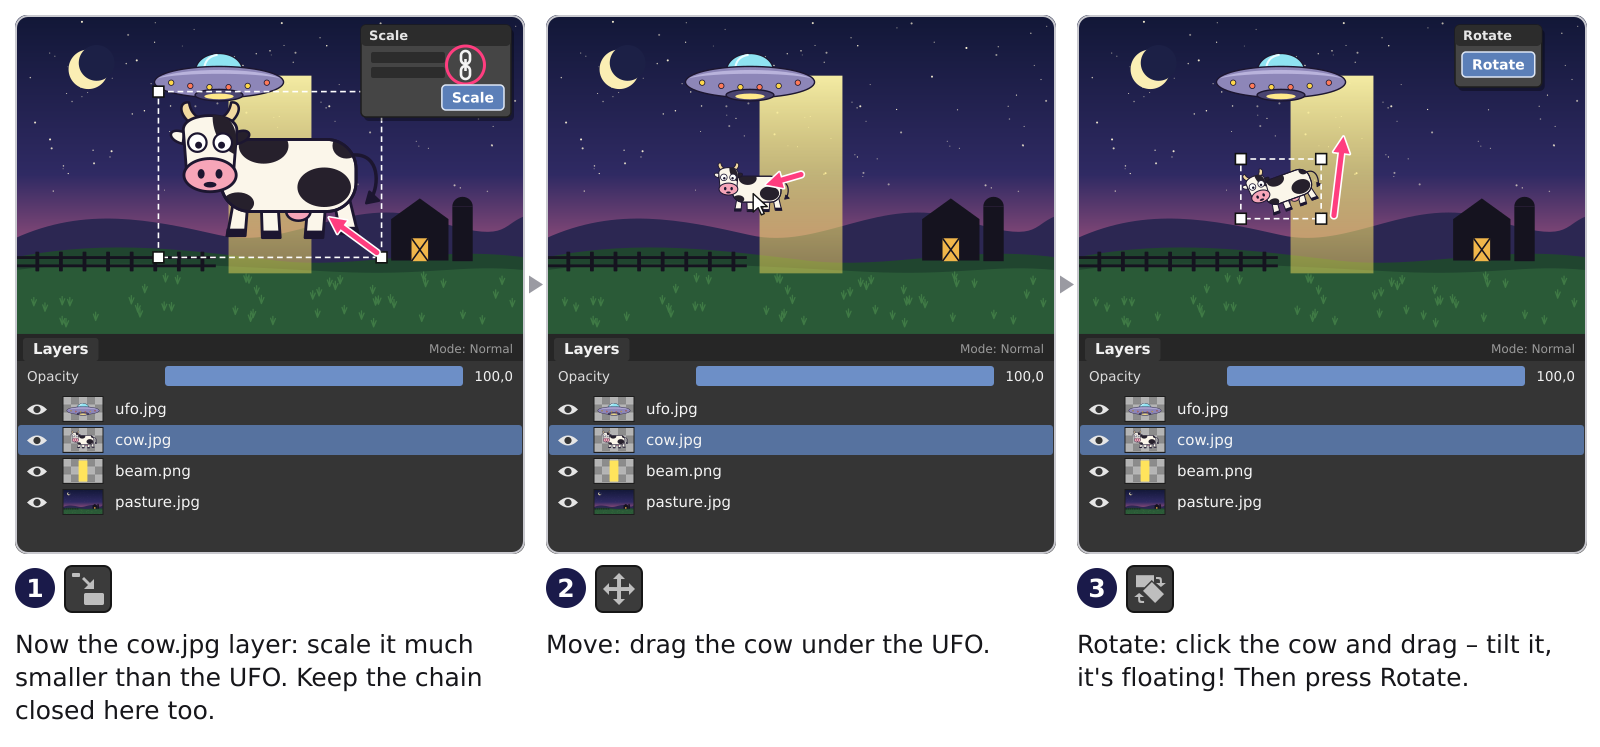 Scale
Scale
Layers
Mode: Normal
Opacity
100,0
ufo.jpg
cow.jpg
beam.png
pasture.jpg
1
Now the cow.jpg layer: scale it much
smaller than the UFO. Keep the chain
closed here too.
Layers
Mode: Normal
Opacity
100,0
ufo.jpg
cow.jpg
beam.png
pasture.jpg
2
Move: drag the cow under the UFO.
Rotate
Rotate
Layers
Mode: Normal
Opacity
100,0
ufo.jpg
cow.jpg
beam.png
pasture.jpg
3
Rotate: click the cow and drag – tilt it,
it's floating! Then press Rotate.